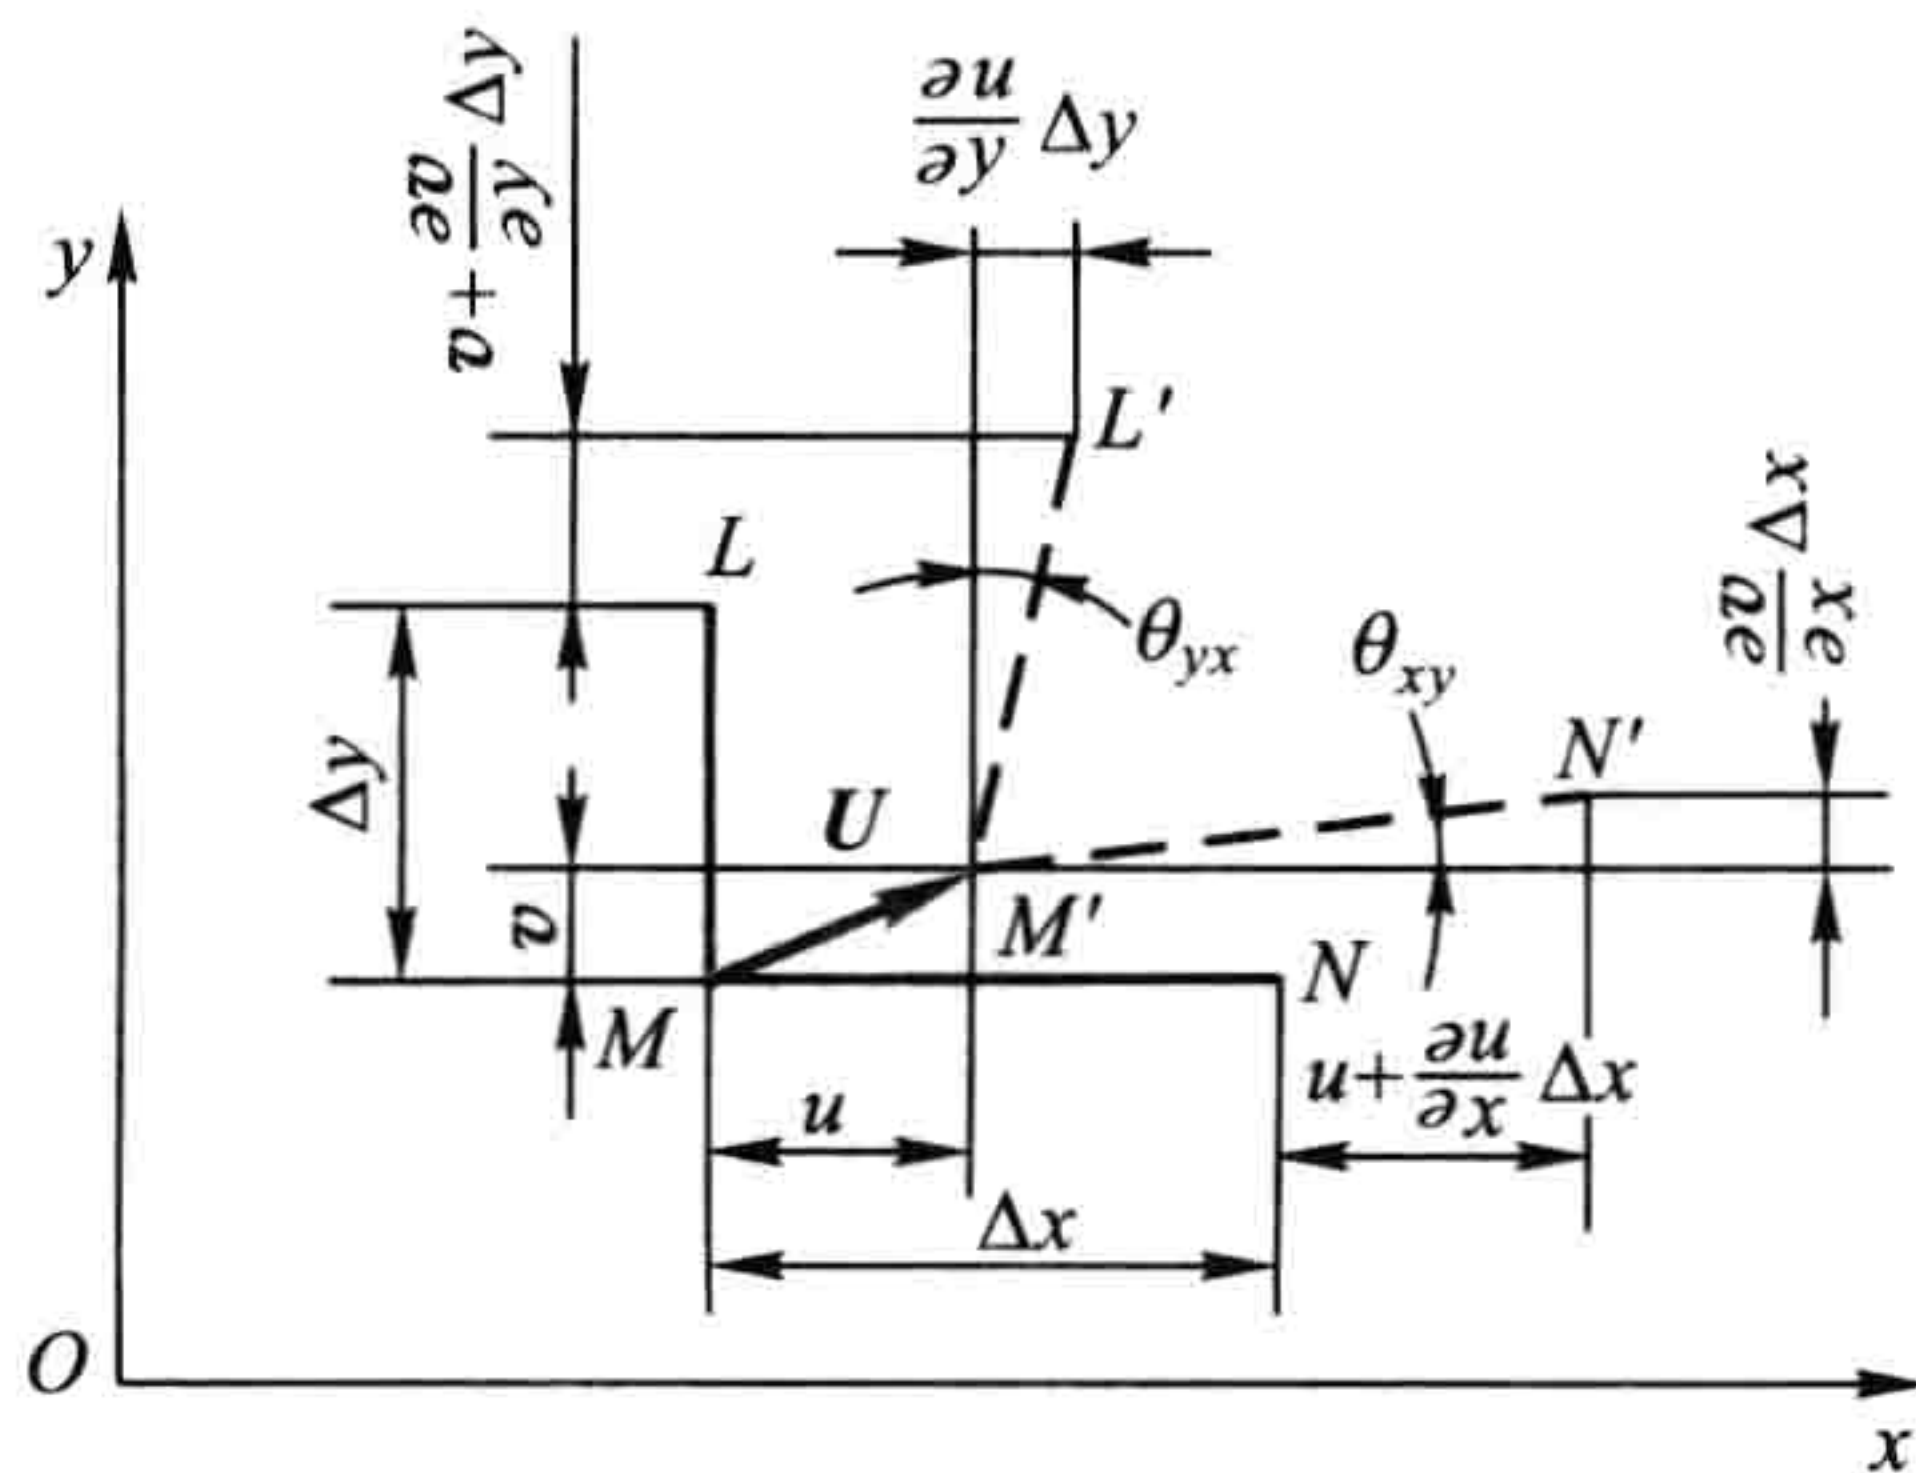 v+∂v/∂y Δy
∂u/∂y Δy
y
L'
L
θyx
θxy
∂v/∂x Δx
N'
Δy
U
v
M'
N
M
u
u+∂u/∂x Δx
Δx
O
x